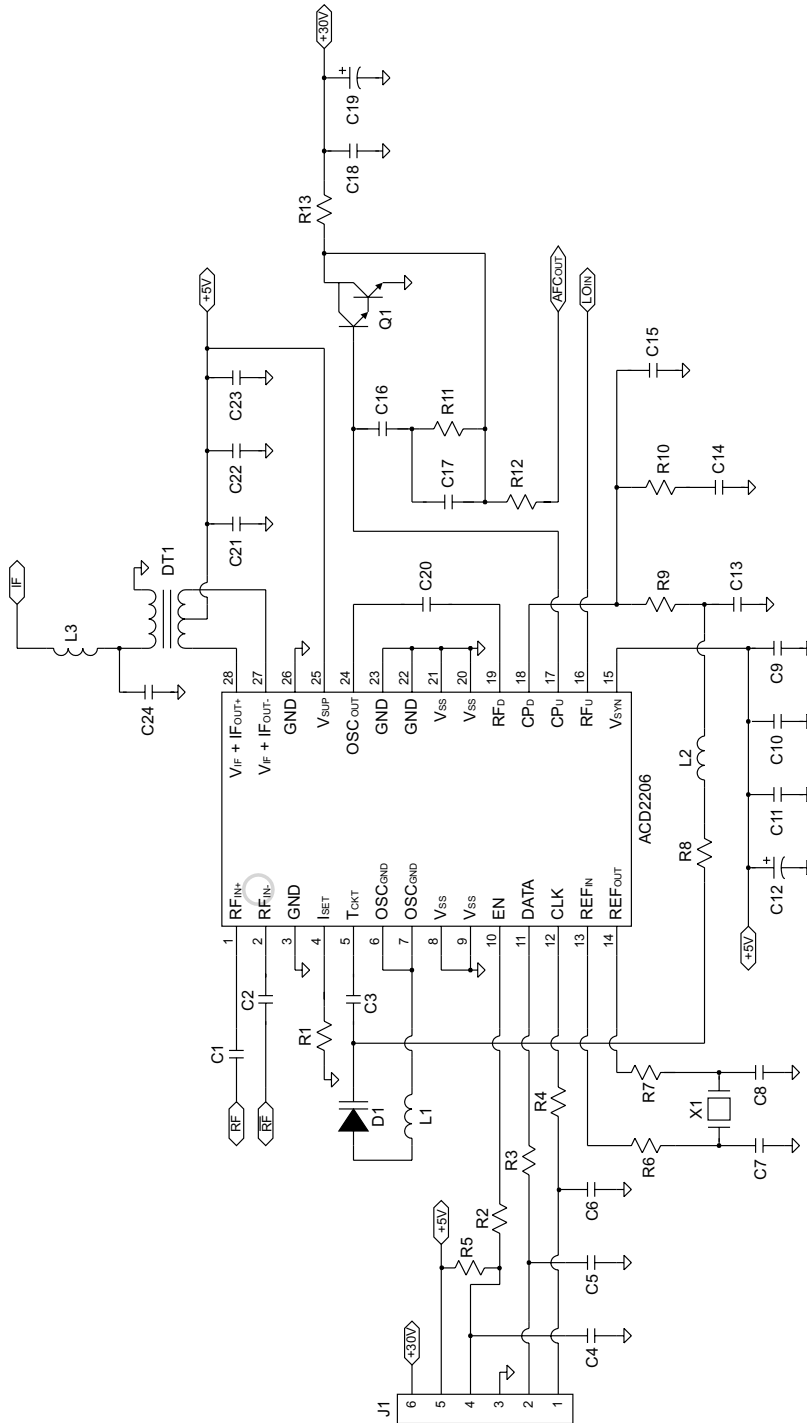 IF
L3
C24
DT1
+5V
C21
C22
C23
+30V
R13
C18
C19
+
Q1
C16
C17
R11
R12
AFCOUT
LOIN
C20
R9
R10
C13
C14
C15
28
27
26
25
24
23
22
21
20
19
18
17
16
15
VIF + IFOUT+
VIF + IFOUT-
GND
VSUP
OSCOUT
GND
GND
VSS
VSS
RFD
CPD
CPU
RFU
VSYN
ACD2206
RFIN+
RFIN-
GND
ISET
TCKT
OSCGND
OSCGND
VSS
VSS
EN
DATA
CLK
REFIN
REFOUT
1
2
3
4
5
6
7
8
9
10
11
12
13
14
C1
C2
RF
RF
R1
C3
D1
L1
R8
L2
C9
C10
C11
C12
+
+5V
R7
R6
X1
C8
C7
R4
R3
R2
R5
+5V
C6
C5
C4
+30V
J1
6
5
4
3
2
1